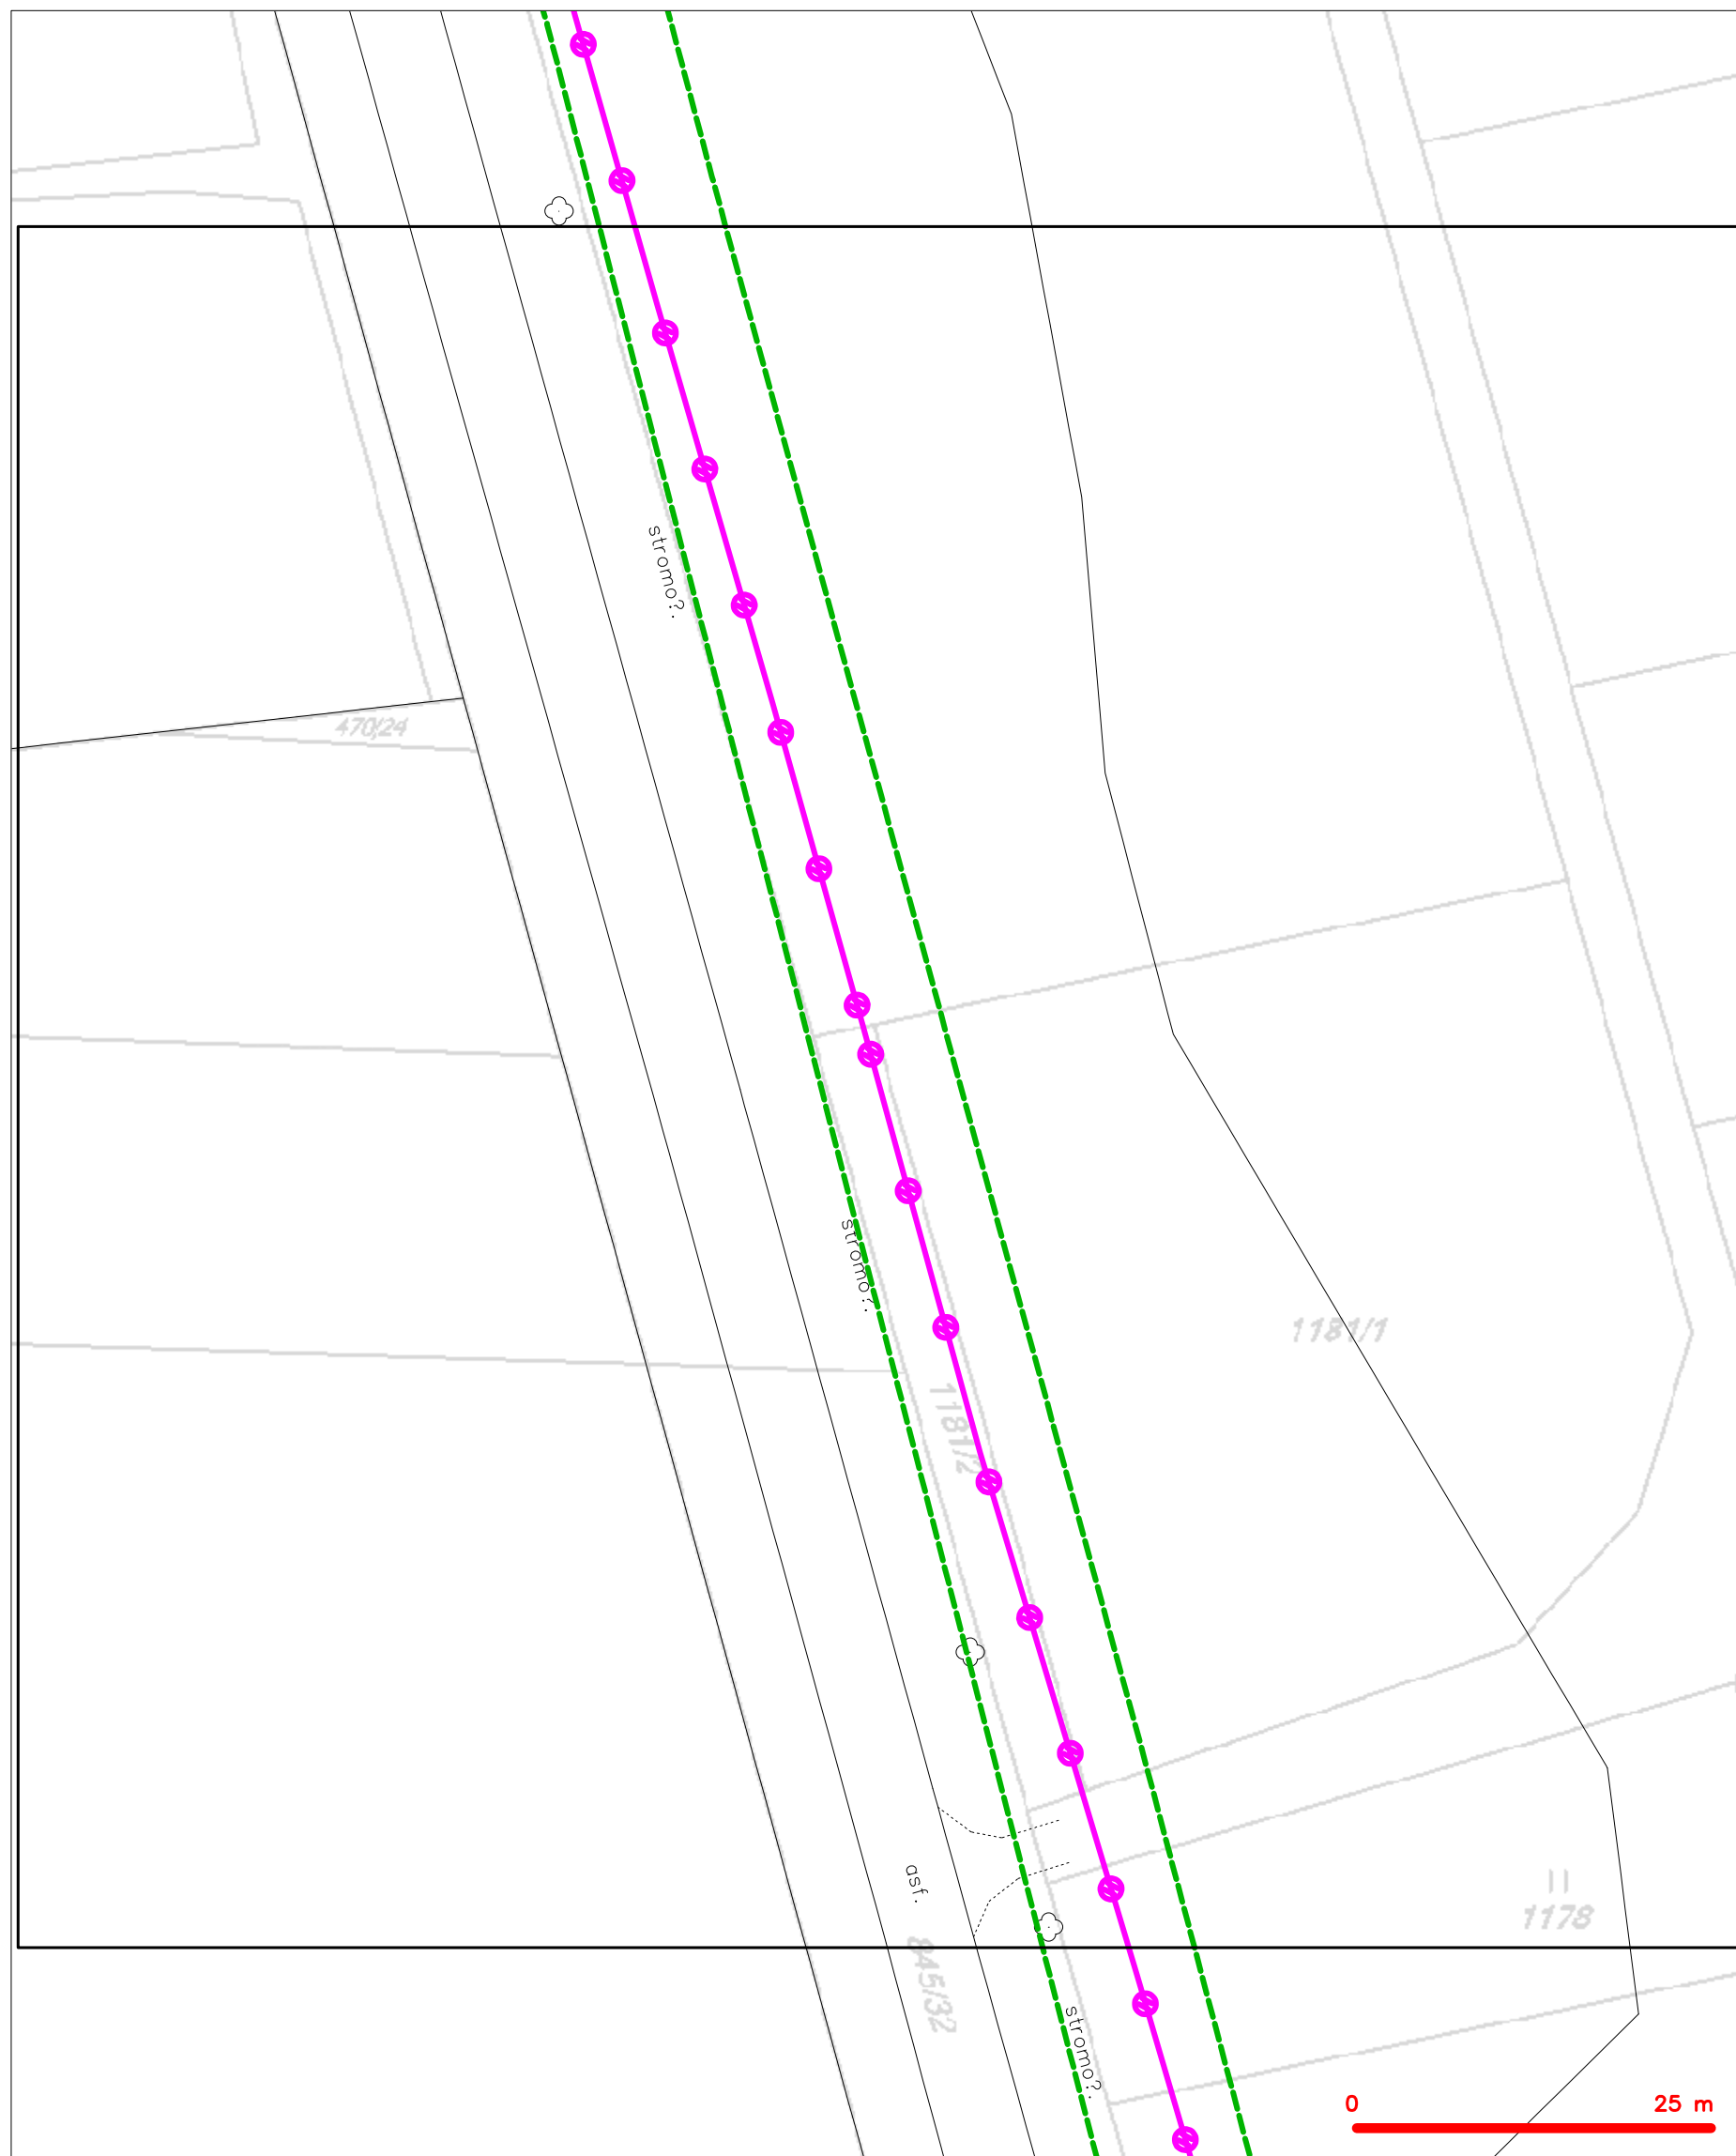 stromo?.
470/24
stromo?.
1181/1
1181/2
asf.
1178
845/32
stromo?.
0 25 m